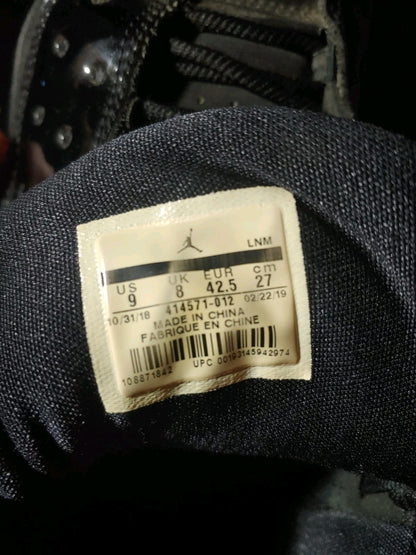 LNM
US UK EUR cm
9 8 42.5 27
10/31/18 414571-012 02/22/19
MADE IN CHINA
FABRIQUE EN CHINE
108871842 UPC 00193145942974